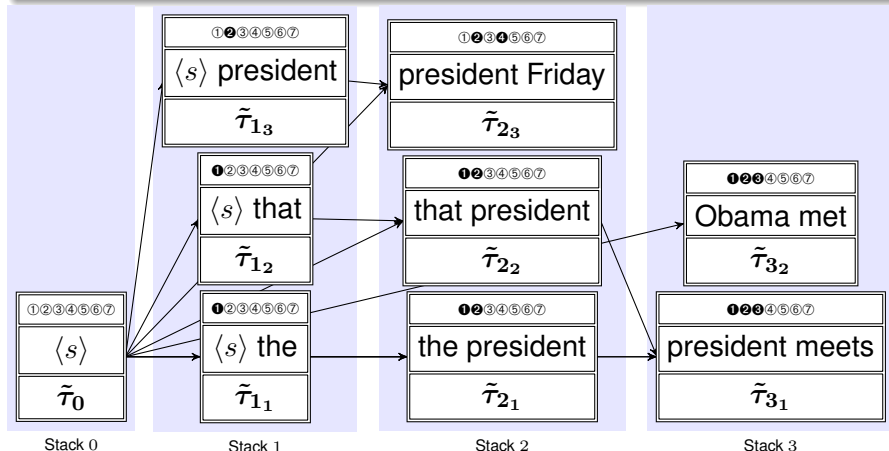 ①❷③④⑤⑥⑦
⟨s⟩ president
τ̃₁₃
①❷③❹⑤⑥⑦
president Friday
τ̃₂₃
❶②③④⑤⑥⑦
⟨s⟩ that
τ̃₁₂
❶❷③④⑤⑥⑦
that president
τ̃₂₂
❶❷❸④⑤⑥⑦
Obama met
τ̃₃₂
①②③④⑤⑥⑦
⟨s⟩
τ̃₀
❶②③④⑤⑥⑦
⟨s⟩ the
τ̃₁₁
❶❷③④⑤⑥⑦
the president
τ̃₂₁
❶❷❸④⑤⑥⑦
president meets
τ̃₃₁
Stack 0
Stack 1
Stack 2
Stack 3